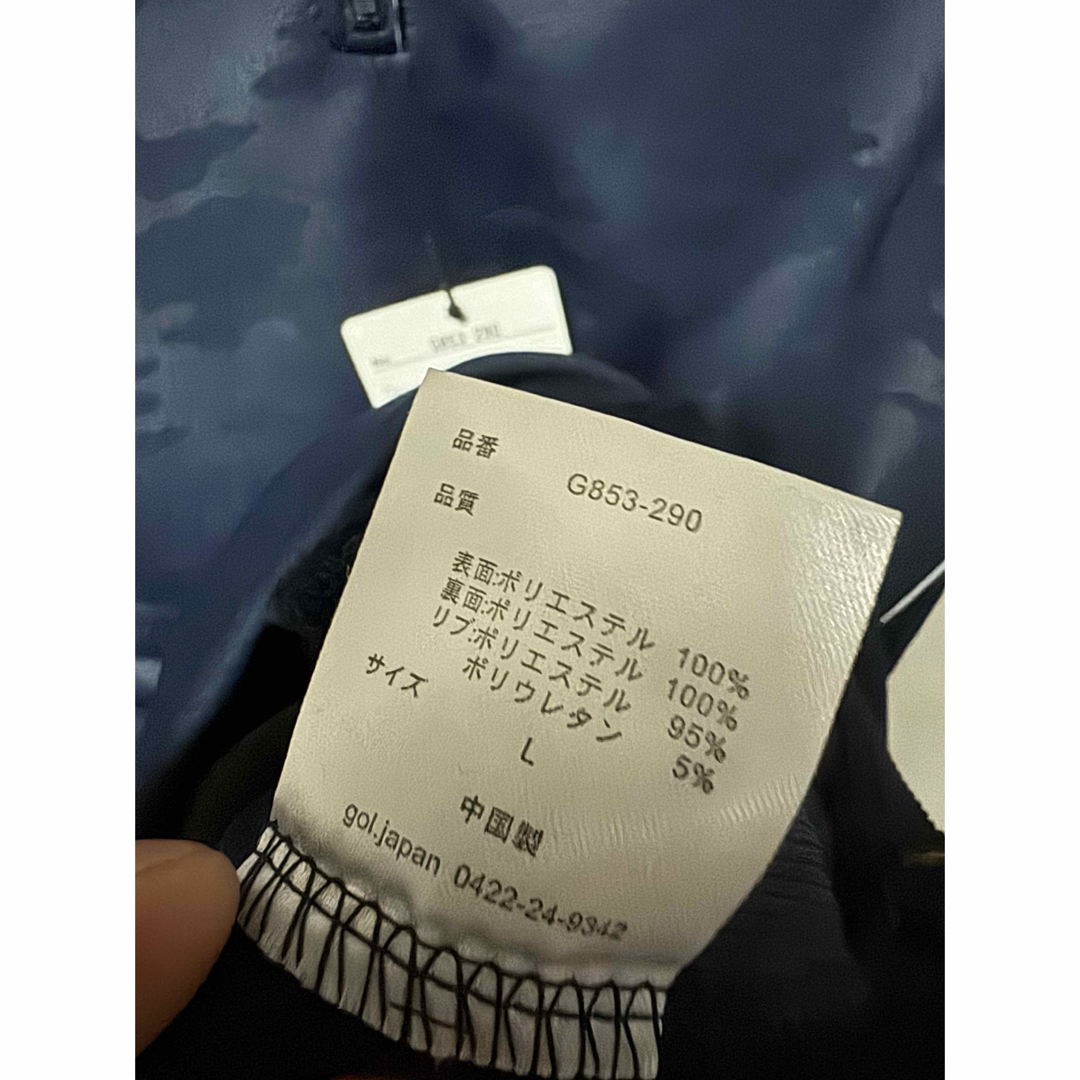 品番
G853-290
品質
表面:ポリエステル 100%
裏面:ポリエステル 100%
リブ:ポリエステル 95%
ポリウレタン 5%
サイズ
L
中国製
gol.japan 0422-24-9342